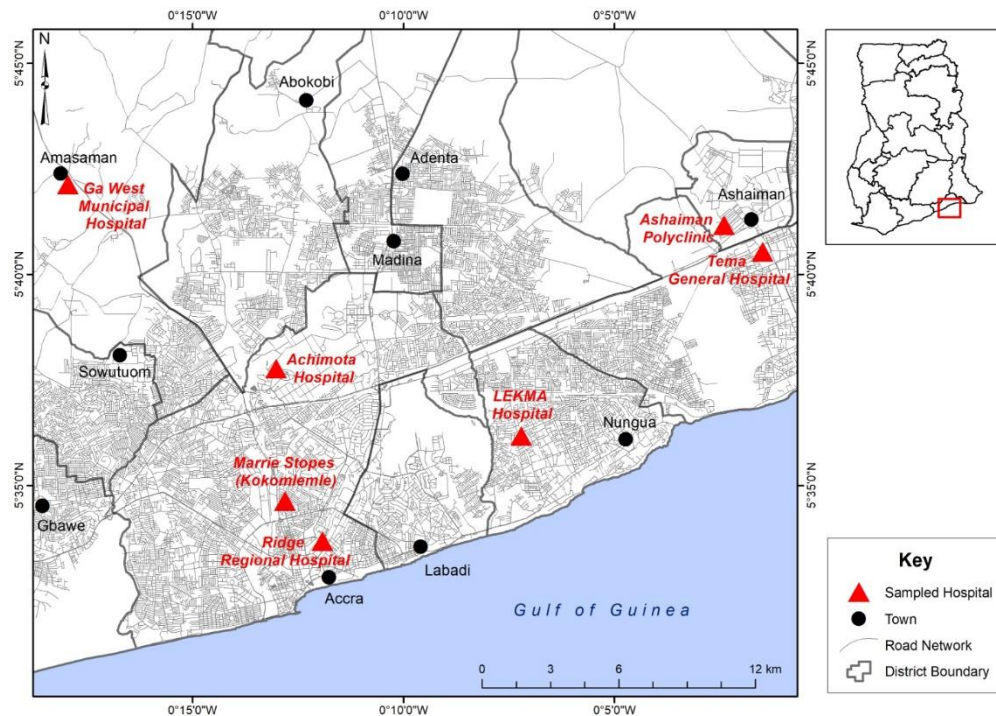 0°15'0"W
0°10'0"W
0°5'0"W
N
5°45'0"N
5°45'0"N
Abokobi
Amasaman
Adenta
Ga West
Municipal
Hospital
Ashaiman
Ashaiman
Polyclinic
Madina
Tema
General Hospital
5°40'0"N
5°40'0"N
Sowutuom
Achimota
Hospital
LEKMA
Hospital
Nungua
Marrie Stopes
(Kokomlemle)
5°35'0"N
5°35'0"N
Gbawe
Ridge
Regional Hospital
Labadi
Accra
Gulf of Guinea
0
3
6
12 km
0°15'0"W
0°10'0"W
0°5'0"W
Key
Sampled Hospital
Town
Road Network
District Boundary